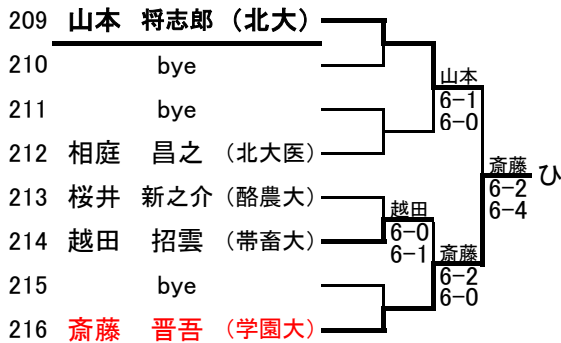 209 山本 将志郎 (北大)
210 bye
山本
6-1
6-0
211 bye
212 相庭 昌之 (北大医)
斎藤
6-2
6-4
ひ
213 桜井 新之介 (酪農大)
越田
6-0
6-1
214 越田 招雲 (帯畜大)
斎藤
6-2
6-0
215 bye
216 斎藤 晋吾 (学園大)